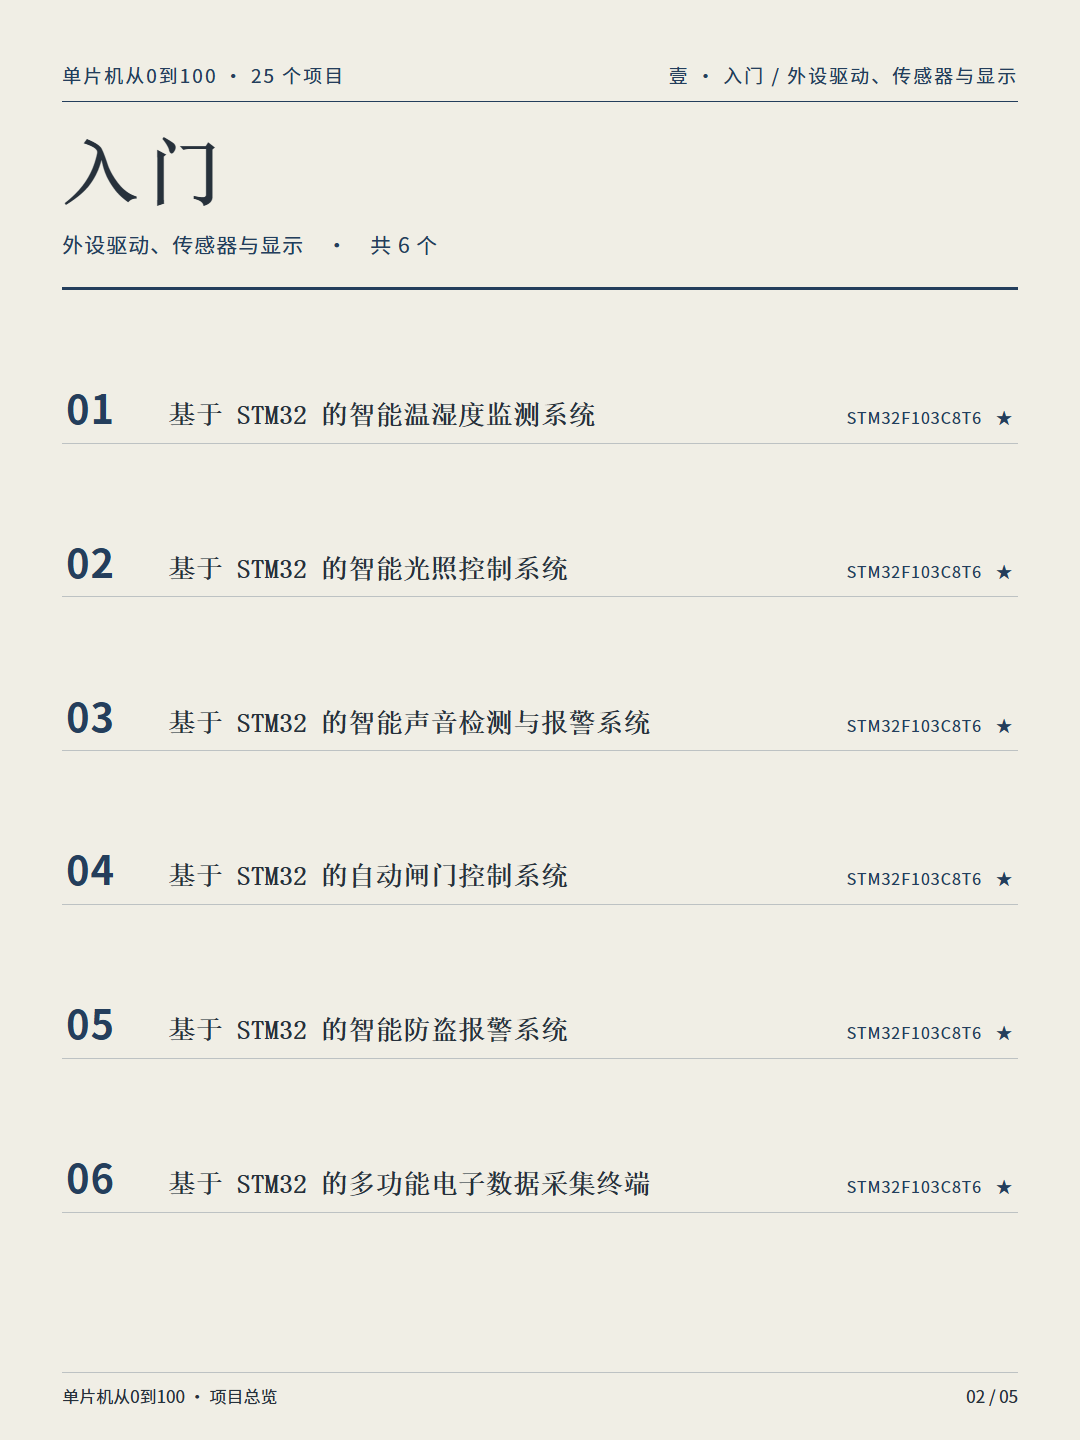 单片机从0到100 · 25 个项目
壹 · 入门 / 外设驱动、传感器与显示
入门
外设驱动、传感器与显示 · 共 6 个
01 基于 STM32 的智能温湿度监测系统 STM32F103C8T6 ★
02 基于 STM32 的智能光照控制系统 STM32F103C8T6 ★
03 基于 STM32 的智能声音检测与报警系统 STM32F103C8T6 ★
04 基于 STM32 的自动闸门控制系统 STM32F103C8T6 ★
05 基于 STM32 的智能防盗报警系统 STM32F103C8T6 ★
06 基于 STM32 的多功能电子数据采集终端 STM32F103C8T6 ★
单片机从0到100 · 项目总览
02 / 05